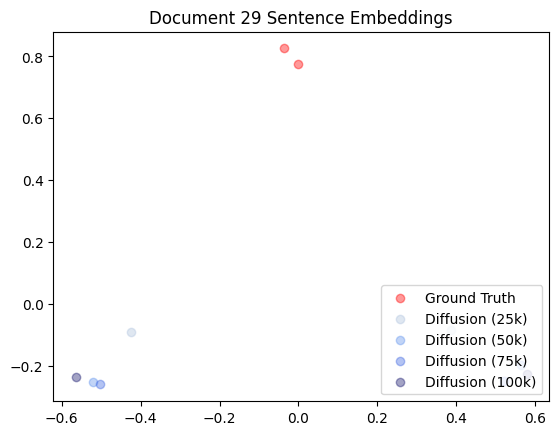 Document 29 Sentence Embeddings
0.8
0.6
0.4
0.2
0.0
−0.2
−0.6
−0.4
−0.2
0.0
0.2
0.4
0.6
Ground Truth
Diffusion (25k)
Diffusion (50k)
Diffusion (75k)
Diffusion (100k)